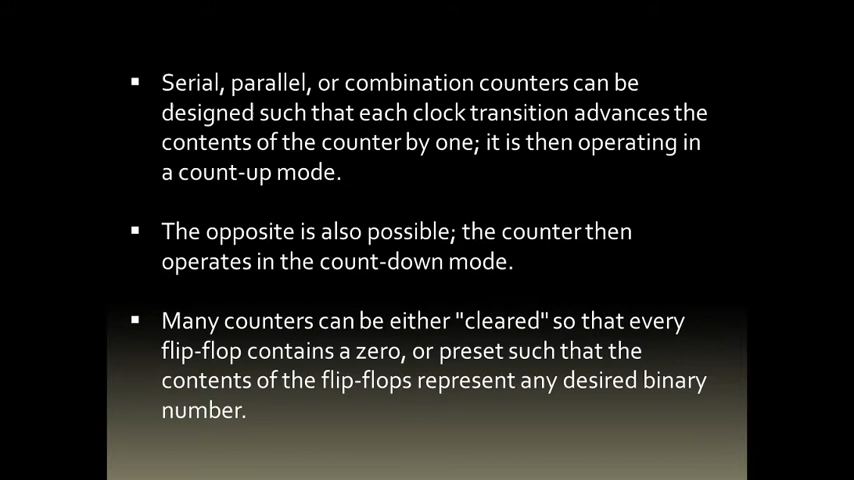 ▪ Serial, parallel, or combination counters can be
designed such that each clock transition advances the
contents of the counter by one; it is then operating in
a count-up mode.
▪ The opposite is also possible; the counter then
operates in the count-down mode.
▪ Many counters can be either "cleared" so that every
flip-flop contains a zero, or preset such that the
contents of the flip-flops represent any desired binary
number.